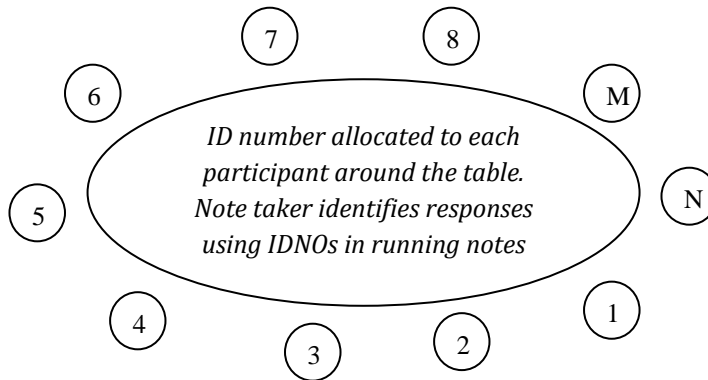 7
8
6
M
ID number allocated to each
participant around the table.
Note taker identifies responses
using IDNOs in running notes
5
N
4
1
3
2